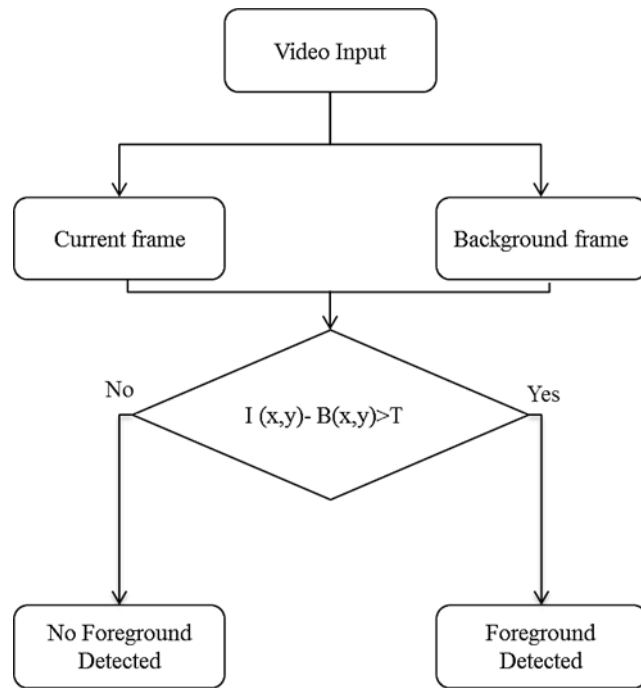 Video Input
Current frame
Background frame
No
Yes
I (x,y)- B(x,y)>T
No Foreground
Detected
Foreground
Detected